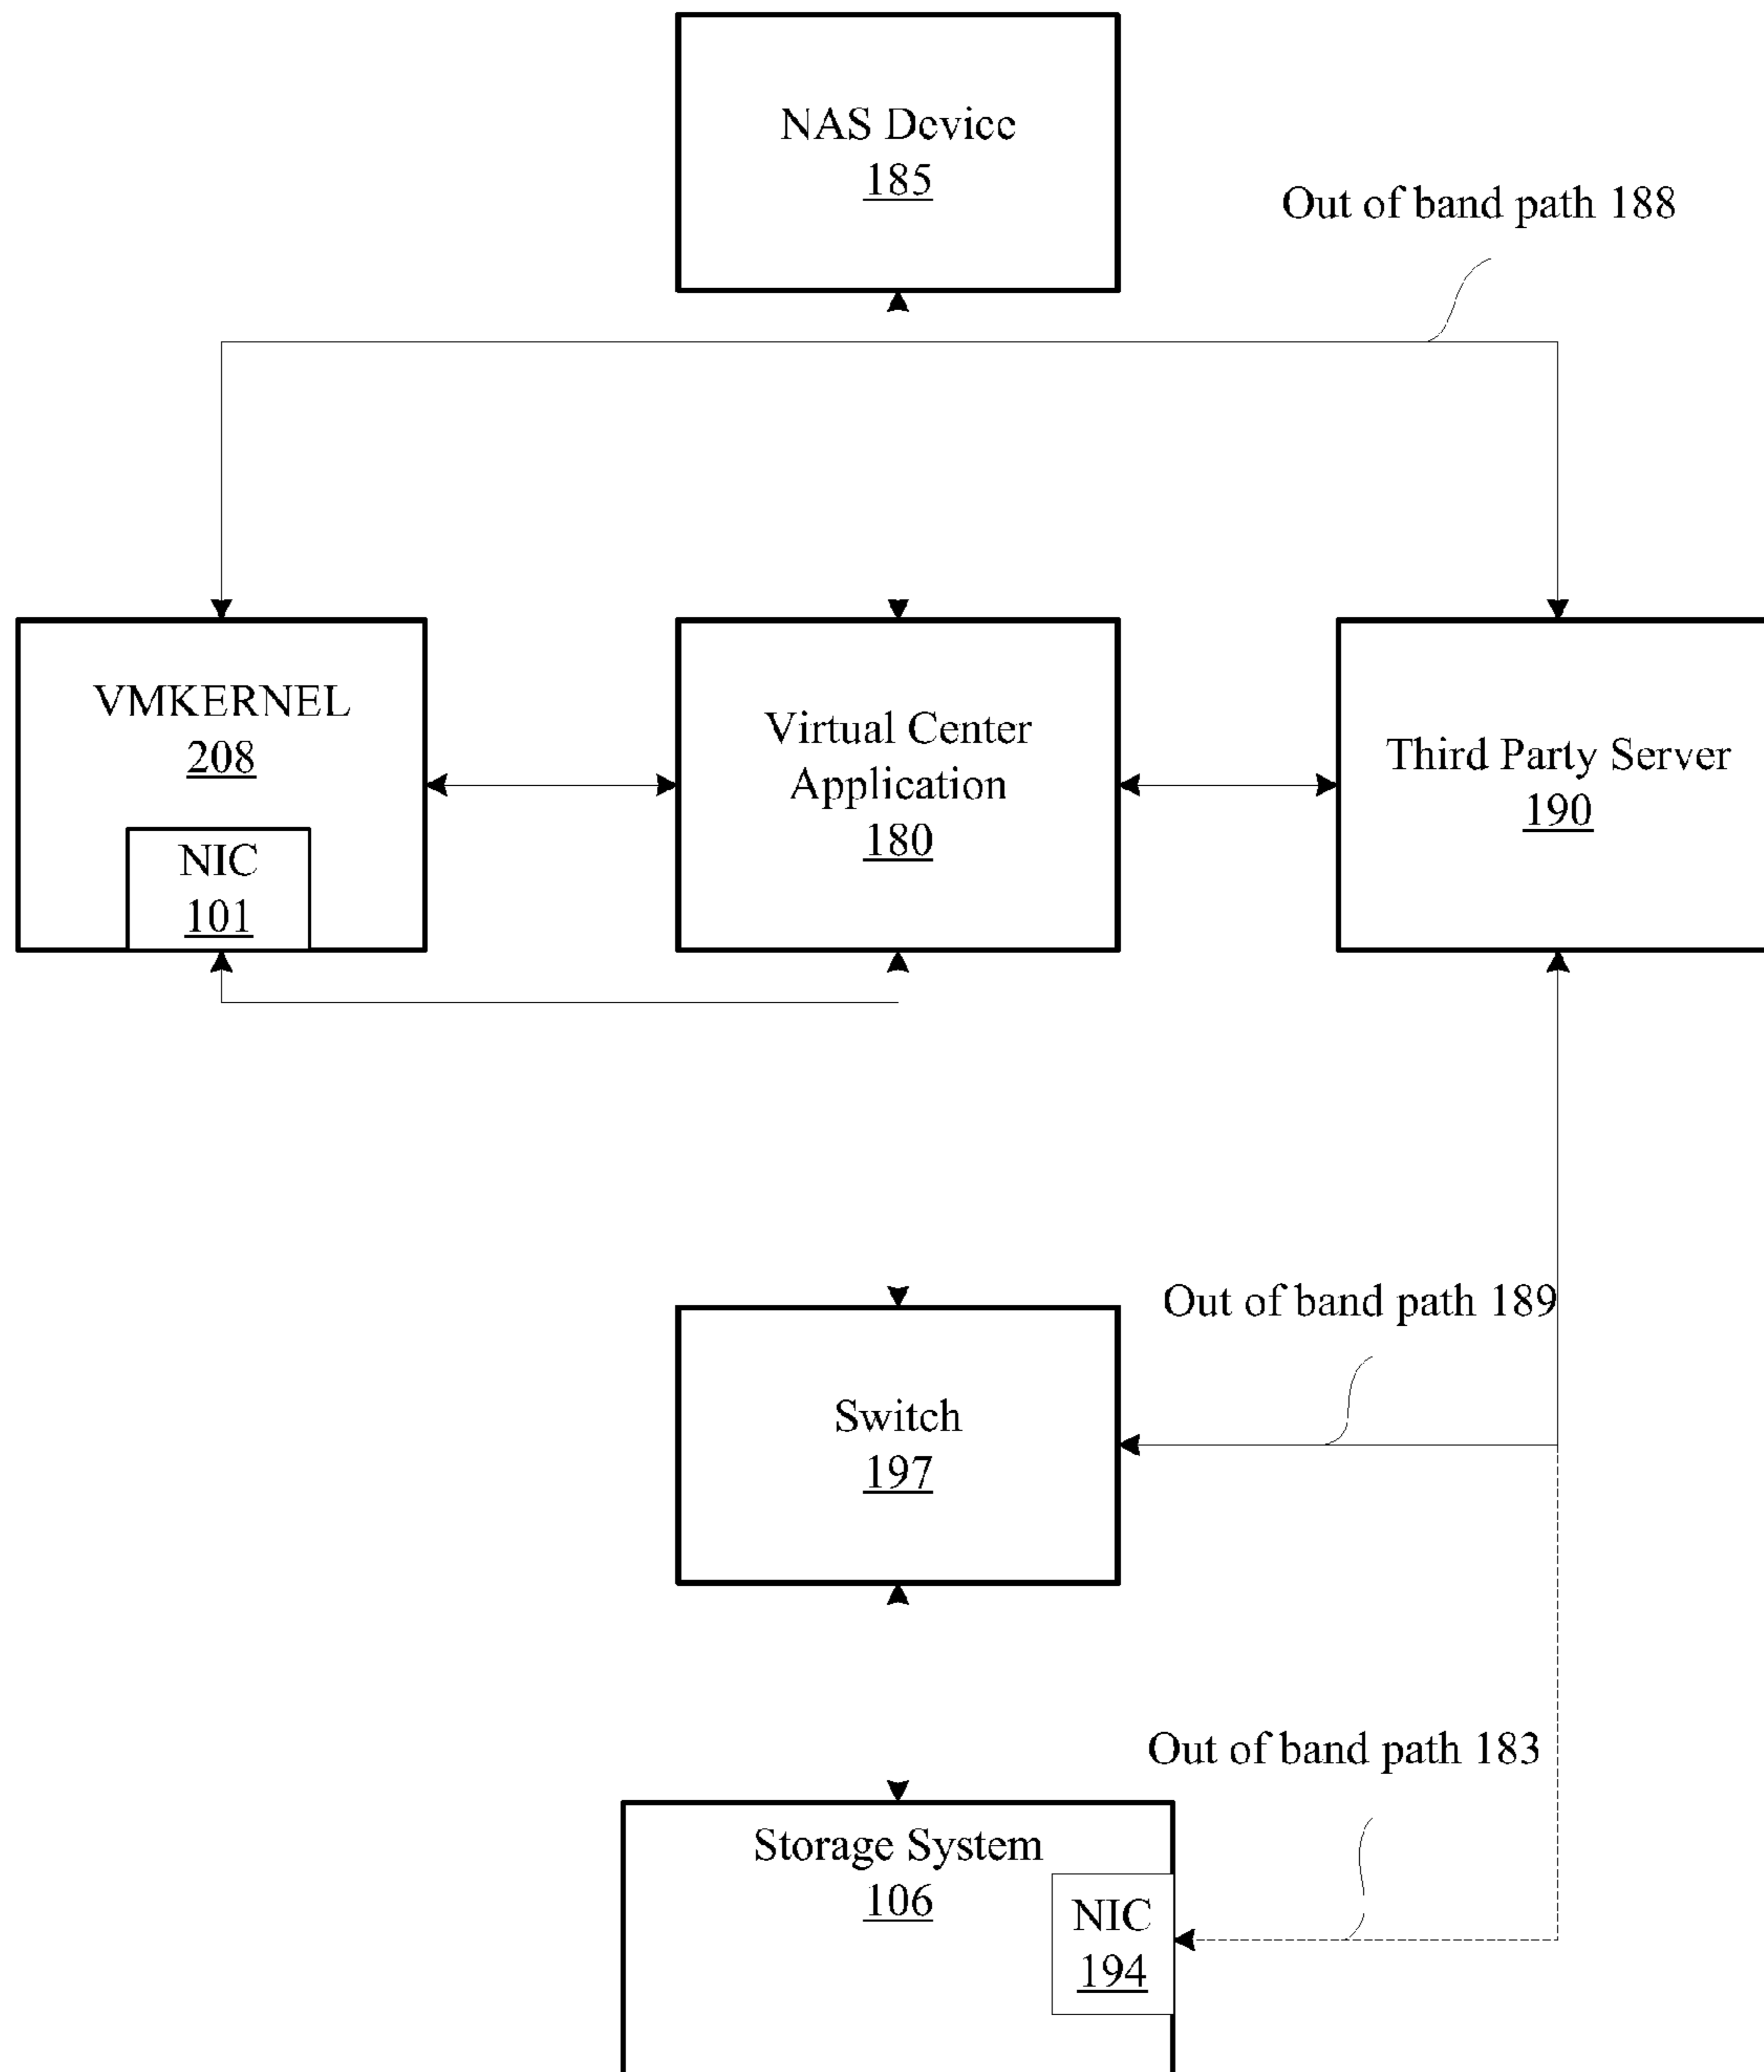 NAS Device
185
Out of band path 188
VMKERNEL
208
NIC
101
Virtual Center
Application
180
Third Party Server
190
Out of band path 189
Switch
197
Out of band path 183
Storage System
106
NIC
194